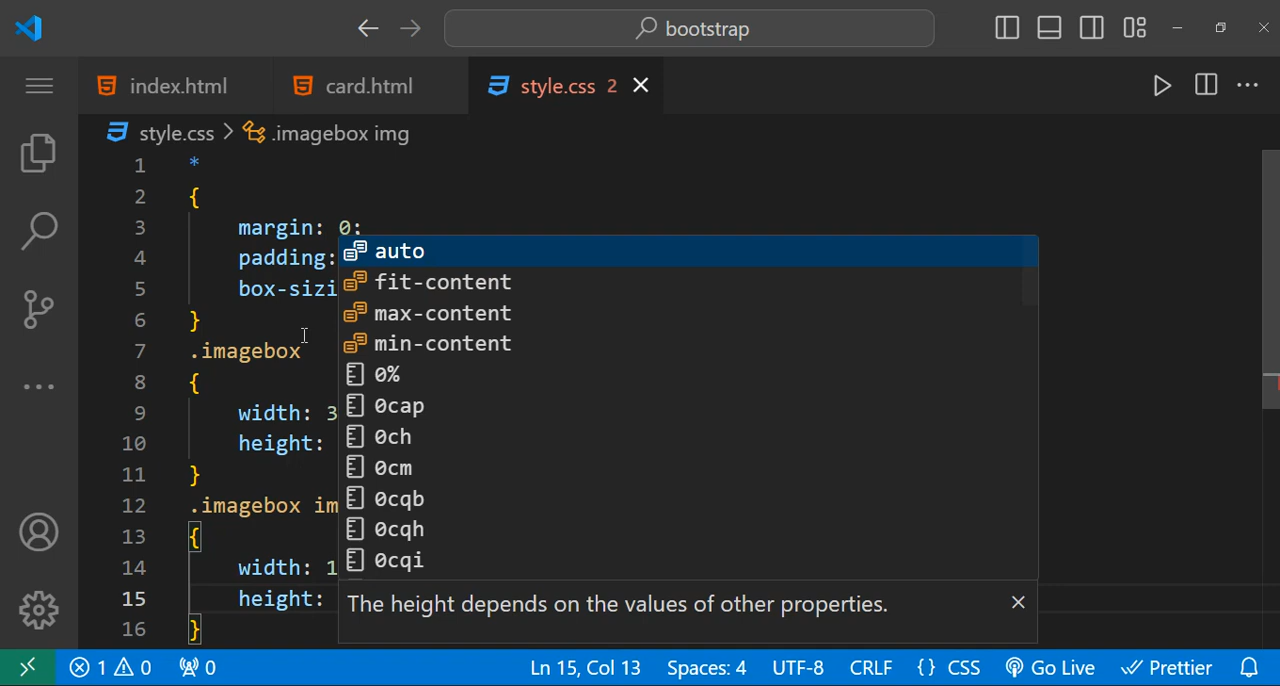 bootstrap
index.html card.html style.css 2
style.css > .imagebox img
1 *
2 {
3 margin: 0;
4 padding:
5 box-sizi
6 }
7 .imagebox
8 {
9 width: 3
10 height:
11 }
12 .imagebox im
13 {
14 width: 1
15 height:
16 }
auto
fit-content
max-content
min-content
0%
0cap
0ch
0cm
0cqb
0cqh
0cqi
The height depends on the values of other properties.
1 0 0 Ln 15, Col 13 Spaces: 4 UTF-8 CRLF {} CSS Go Live Prettier